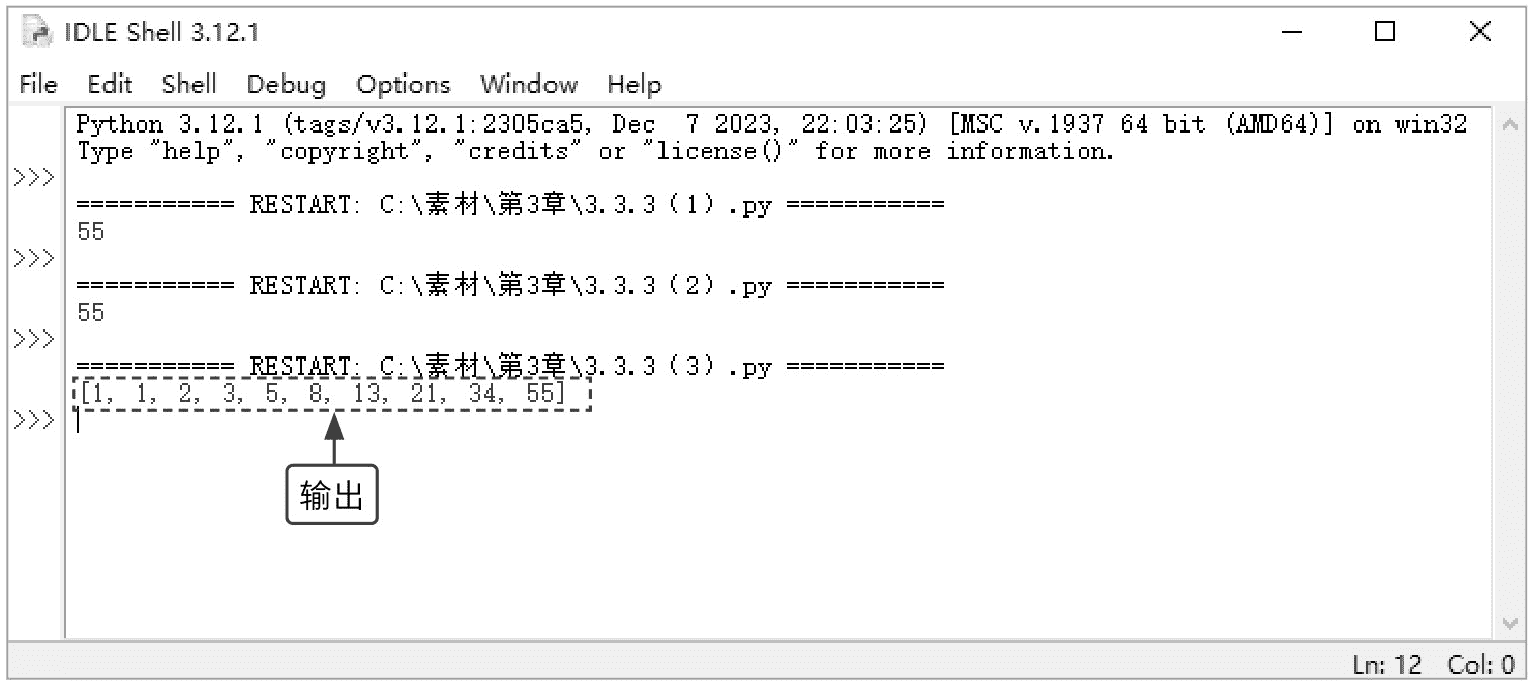 IDLE Shell 3.12.1
File Edit Shell Debug Options Window Help
Python 3.12.1 (tags/v3.12.1:2305ca5, Dec  7 2023, 22:03:25) [MSC v.1937 64 bit (AMD64)] on win32
Type "help", "copyright", "credits" or "license()" for more information.
>>>
=========== RESTART: C:\素材\第3章\3.3.3（1）.py ===========
55
>>>
=========== RESTART: C:\素材\第3章\3.3.3（2）.py ===========
55
>>>
=========== RESTART: C:\素材\第3章\3.3.3（3）.py ===========
[1, 1, 2, 3, 5, 8, 13, 21, 34, 55]
>>>
输出
Ln: 12 Col: 0